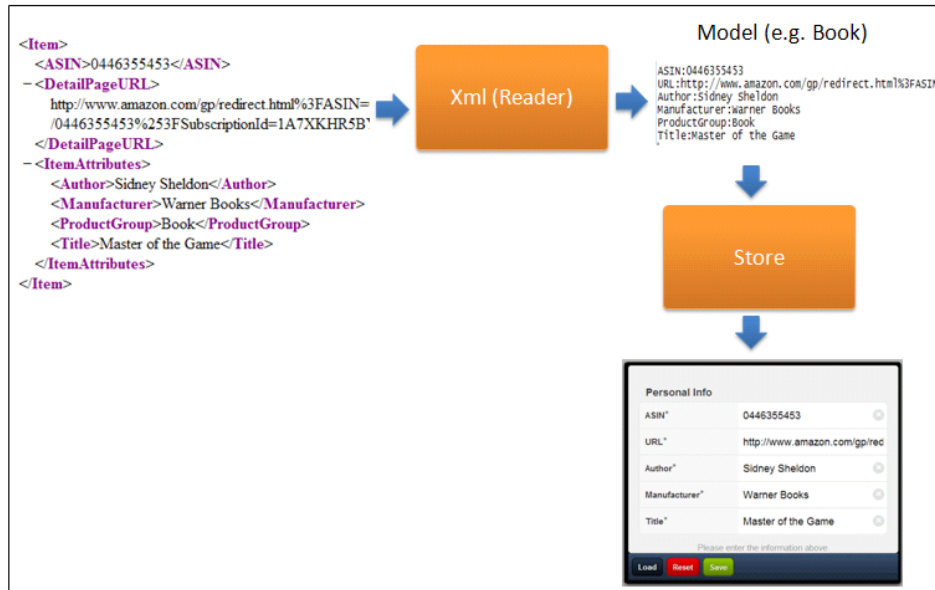 <Item>
<ASIN>0446355453</ASIN>
–<DetailPageURL>
http://www.amazon.com/gp/redirect.html%3FASIN=
/0446355453%253FSubscriptionId=1A7XKHR5BY
</DetailPageURL>
–<ItemAttributes>
<Author>Sidney Sheldon</Author>
<Manufacturer>Warner Books</Manufacturer>
<ProductGroup>Book</ProductGroup>
<Title>Master of the Game</Title>
</ItemAttributes>
</Item>
Xml (Reader)
Model (e.g. Book)
ASIN:0446355453
URL:http://www.amazon.com/gp/redirect.html%3FASIN
Author:Sidney Sheldon
Manufacturer:Warner Books
ProductGroup:Book
Title:Master of the Game
Store
Personal Info
ASIN* 0446355453
URL* http://www.amazon.com/gp/red
Author* Sidney Sheldon
Manufacturer* Warner Books
Title* Master of the Game
Please enter the information above
Load Reset Save